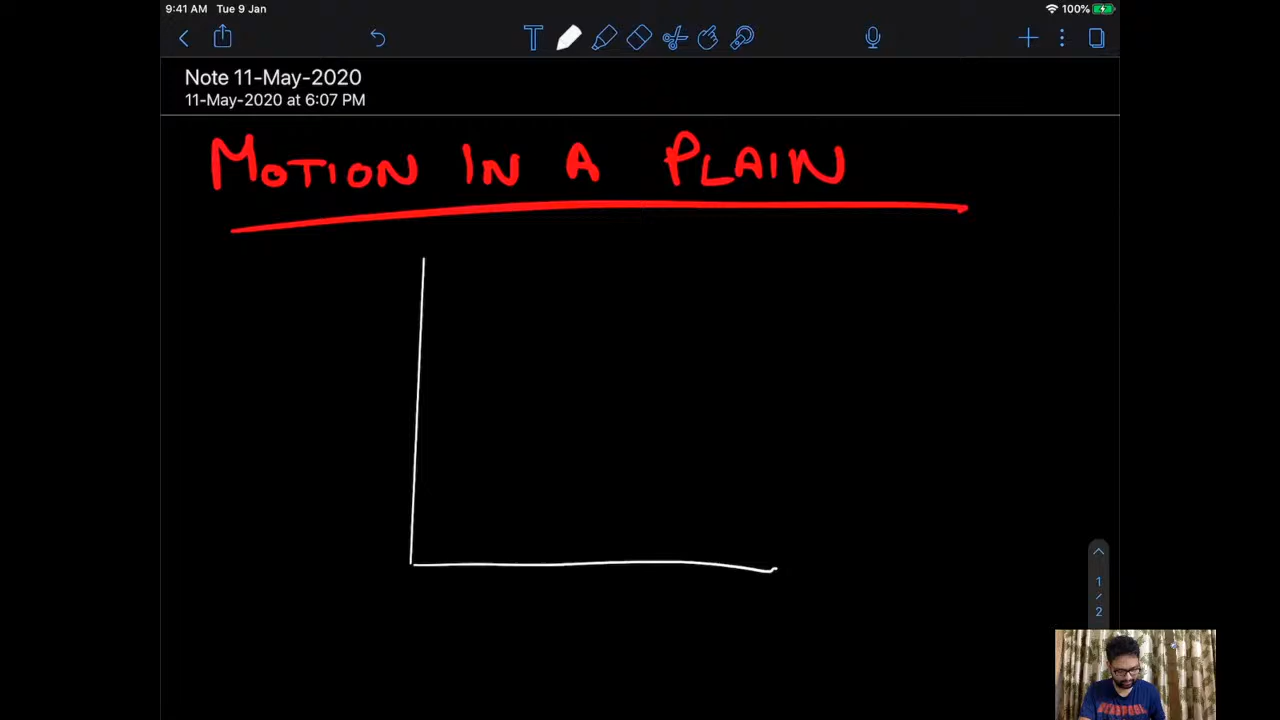 9:41 AM Tue 9 Jan 100%
T
Note 11-May-2020
11-May-2020 at 6:07 PM
MOTION IN A PLAIN
1
/
2